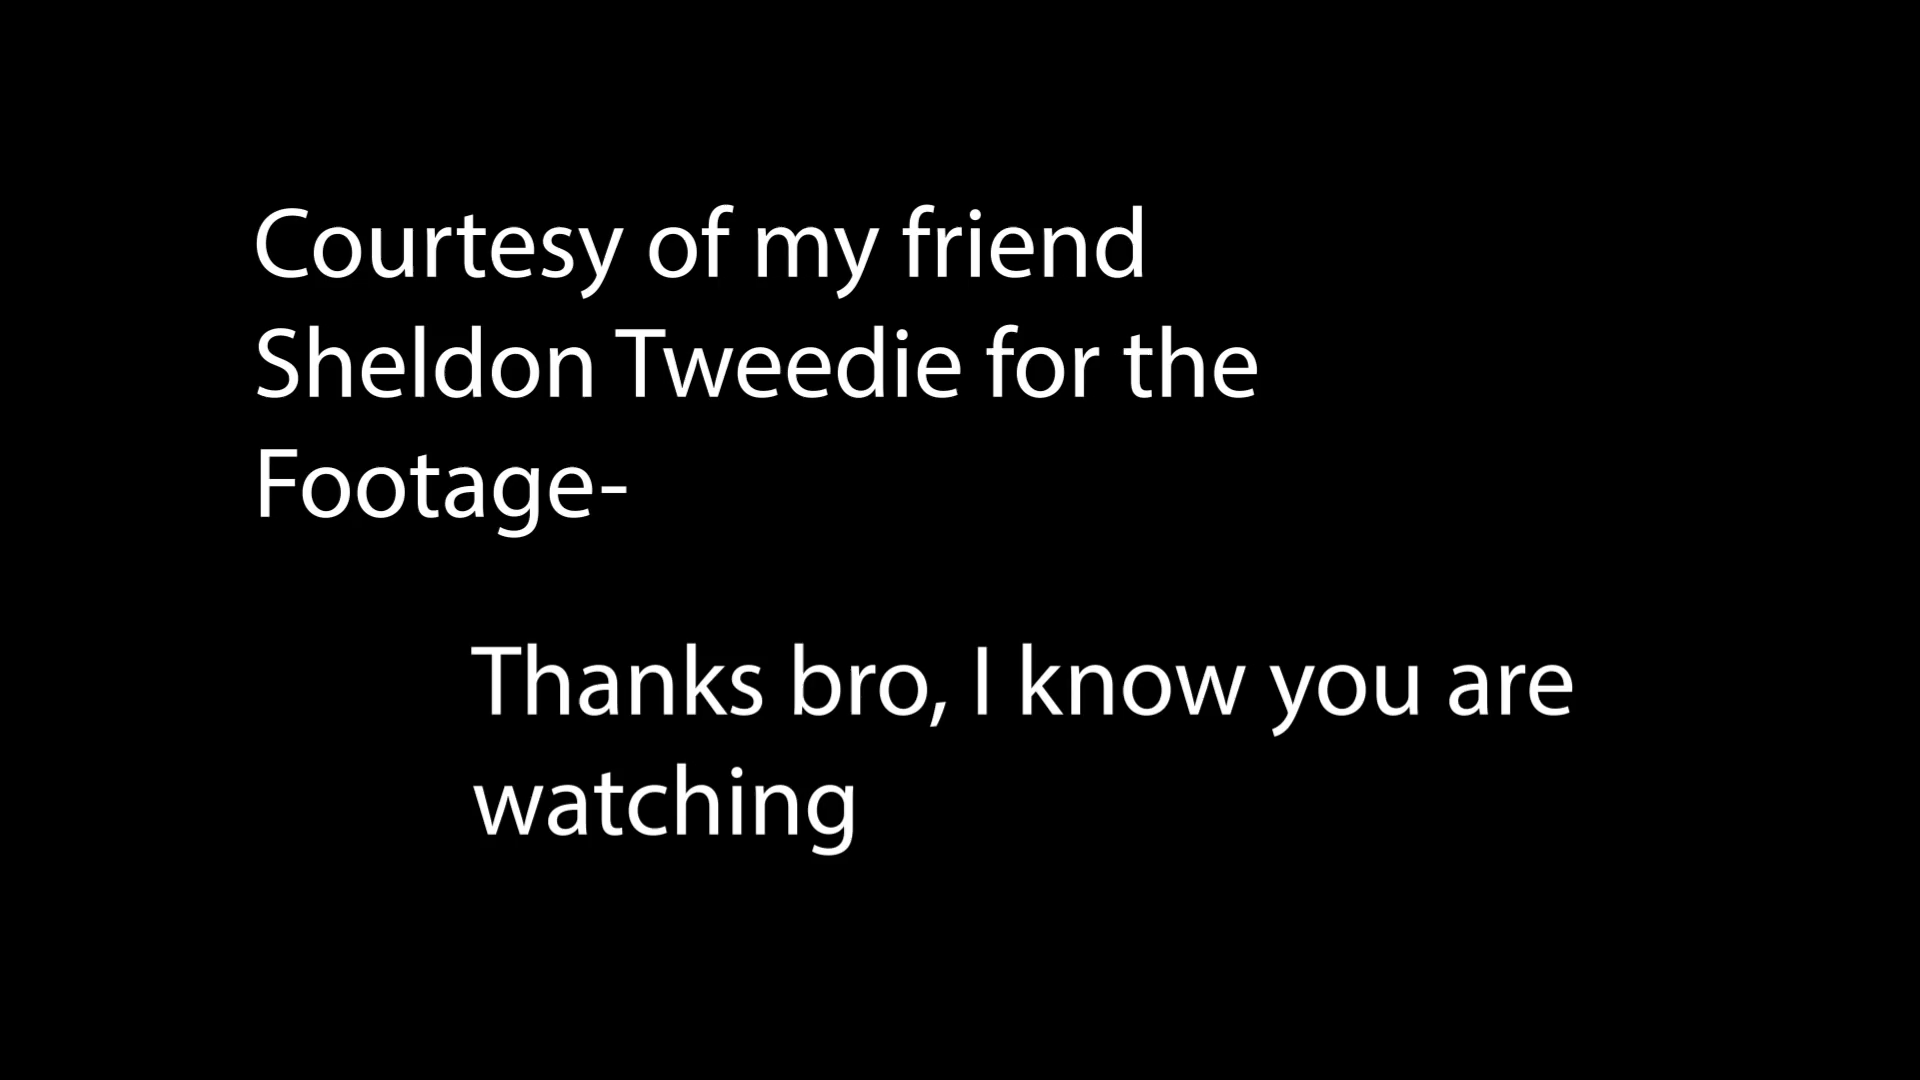 Courtesy of my friend
Sheldon Tweedie for the
Footage-
Thanks bro, I know you are
watching